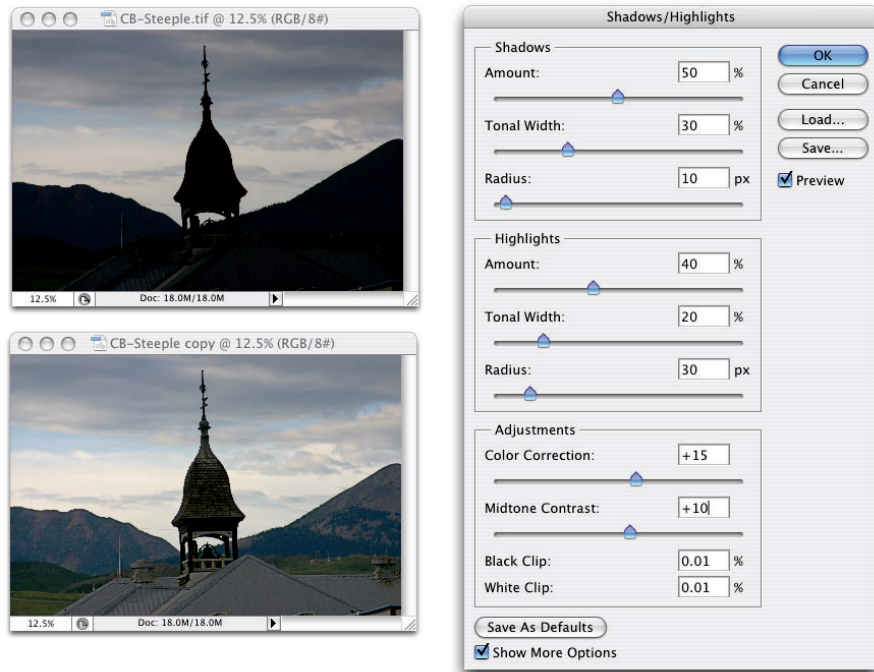 CB-Steeple.tif @ 12.5% (RGB/8#)
12.5%
Doc: 18.0M/18.0M
CB-Steeple copy @ 12.5% (RGB/8#)
12.5%
Doc: 18.0M/18.0M
Shadows/Highlights
Shadows
Amount: 50 %
Tonal Width: 30 %
Radius: 10 px
Highlights
Amount: 40 %
Tonal Width: 20 %
Radius: 30 px
Adjustments
Color Correction: +15
Midtone Contrast: +10
Black Clip: 0.01 %
White Clip: 0.01 %
Save As Defaults
Show More Options
OK
Cancel
Load...
Save...
Preview